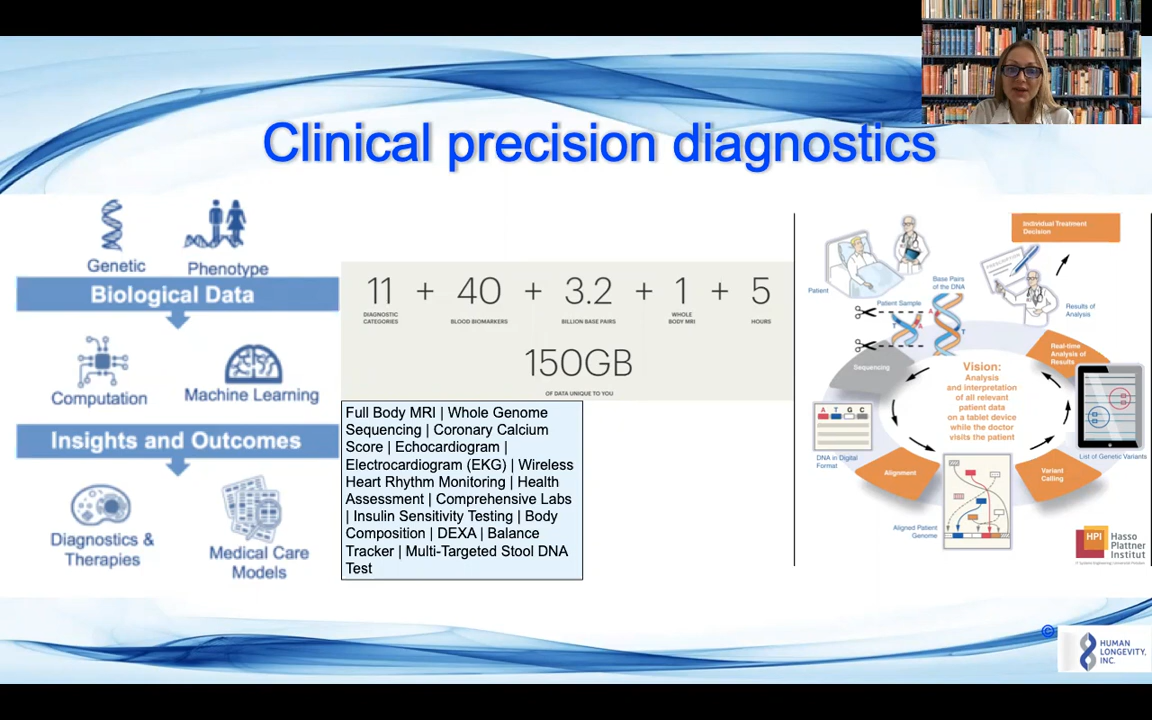 Clinical precision diagnostics
Genetic
Phenotype
Biological Data
Computation
Machine Learning
Insights and Outcomes
Diagnostics &
Therapies
Medical Care
Models
11 + 40 + 3.2 + 1 + 5
DIAGNOSTIC
CATEGORIES
BLOOD BIOMARKERS
BILLION BASE PAIRS
WHOLE
BODY MRI
HOURS
150GB
OF DATA UNIQUE TO YOU
Full Body MRI | Whole Genome
Sequencing | Coronary Calcium
Score | Echocardiogram |
Electrocardiogram (EKG) | Wireless
Heart Rhythm Monitoring | Health
Assessment | Comprehensive Labs
| Insulin Sensitivity Testing | Body
Composition | DEXA | Balance
Tracker | Multi-Targeted Stool DNA
Test
Individual Treatment
Decision
Patient
Base Pairs
of the DNA
Patient Sample
PRESCRIPTION
Results of
Analysis
A
T
A
T
Sequencing
Real-time
Analysis of
Results
Vision:
Analysis
and interpretation
of all relevant
patient data
on a tablet device
while the doctor
visits the patient
A T G C
DNA in Digital
Format
List of Genetic Variants
Alignment
Variant
Calling
Aligned Patient
Genome
HPI
Hasso
Plattner
Institut
©
HUMAN
LONGEVITY,
INC.